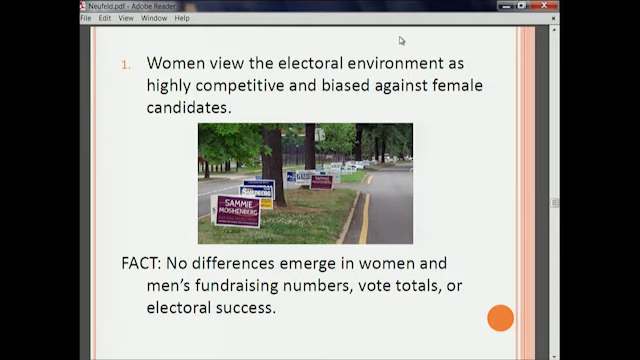 Neufeld.pdf - Adobe Reader
File Edit View Window Help
1. Women view the electoral environment as
highly competitive and biased against female
candidates.
SAMMIE
MOSHENBERG
FACT: No differences emerge in women and
men's fundraising numbers, vote totals, or
electoral success.